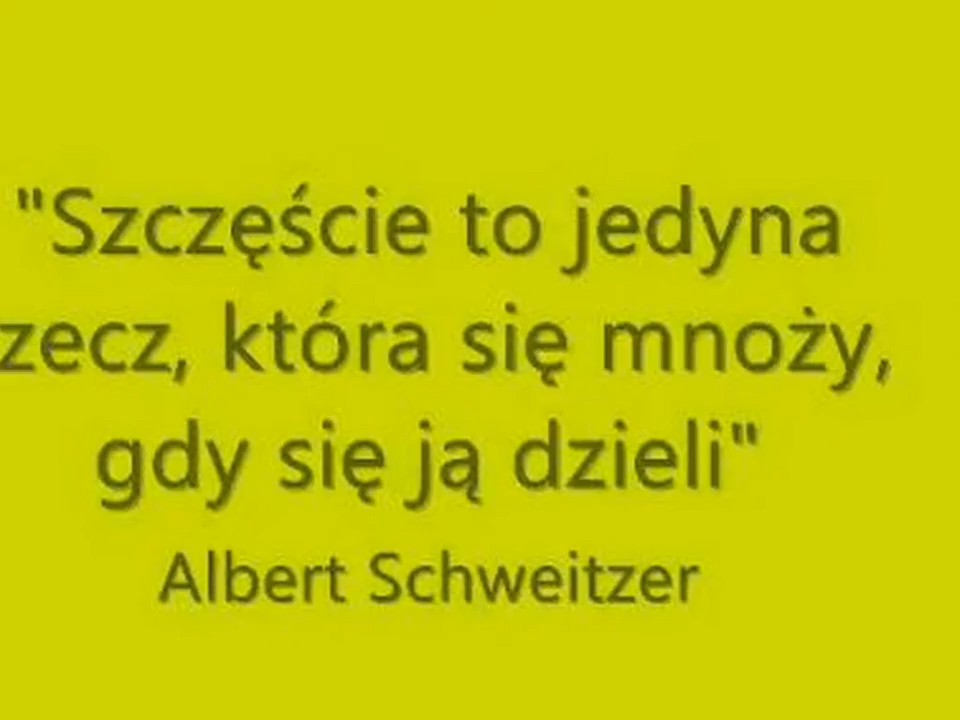 "Szczęście to jedyna
zecz, która się mnoży,
gdy się ją dzieli"
Albert Schweitzer